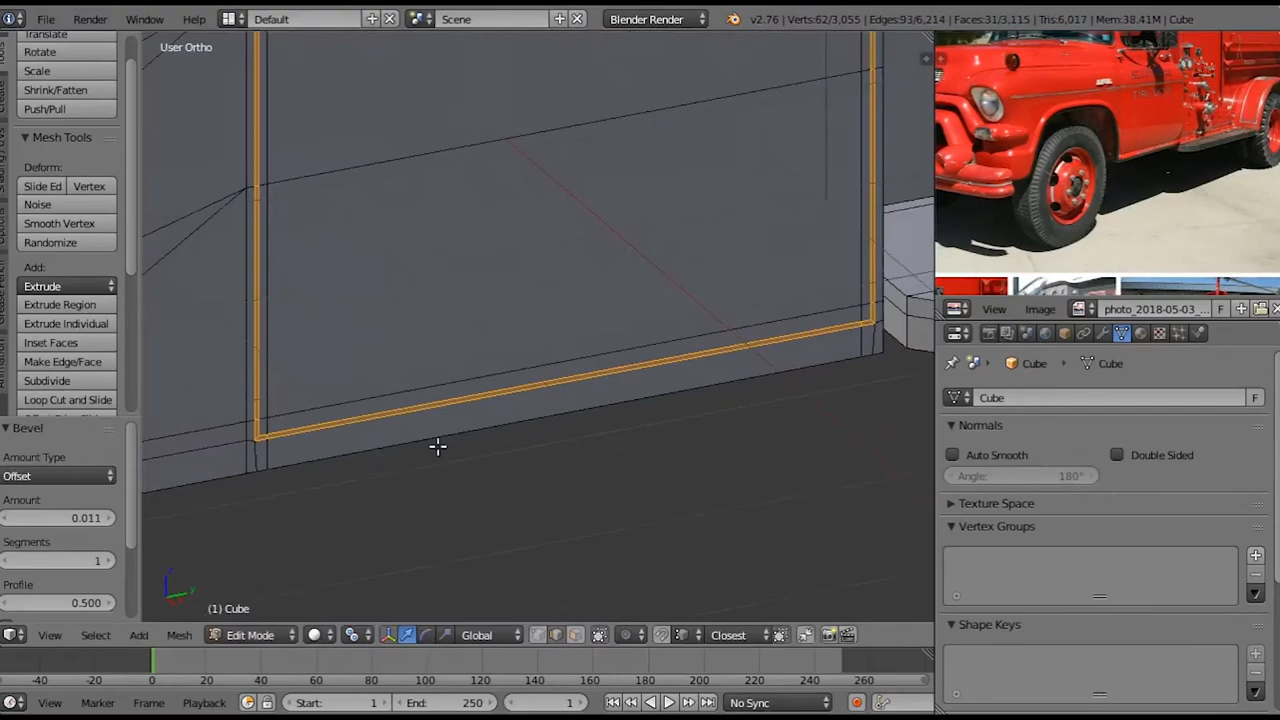 File Render Window Help Default Scene Blender Render v2.76 | Verts:62/3,055 | Edges:93/6,214 | Faces:31/3,115 | Tris:6,017 | Mem:38.41M | Cube
Translate
Rotate
Scale
Shrink/Fatten
Push/Pull
Mesh Tools
Deform:
Slide Ed Vertex
Noise
Smooth Vertex
Randomize
Add:
Extrude
Extrude Region
Extrude Individual
Inset Faces
Make Edge/Face
Subdivide
Loop Cut and Slide
Bevel
Amount Type
Offset
Amount
0.011
Segments
1
Profile
0.500
User Ortho
(1) Cube
View Select Add Mesh Edit Mode Global Closest
-40 -20 0 20 40 60 80 100 120 140 160 180 200 220 240 260
View Marker Frame Playback Start: 1 End: 250 1 No Sync
View Image photo_2018-05-03_... F
Cube Cube
Cube F
Normals
Auto Smooth Double Sided
Angle: 180°
Texture Space
Vertex Groups
Shape Keys